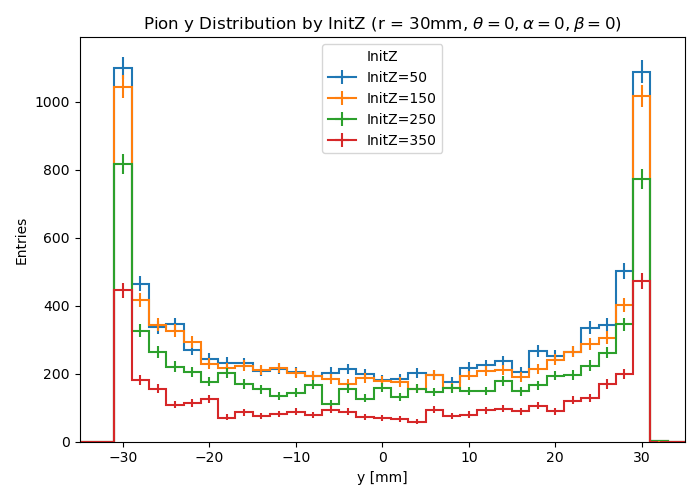 Pion y Distribution by InitZ (r = 30mm, θ = 0, α = 0, β = 0)
Entries
1000
800
600
400
200
0
InitZ
InitZ=50
InitZ=150
InitZ=250
InitZ=350
−30 −20 −10 0 10 20 30
y [mm]